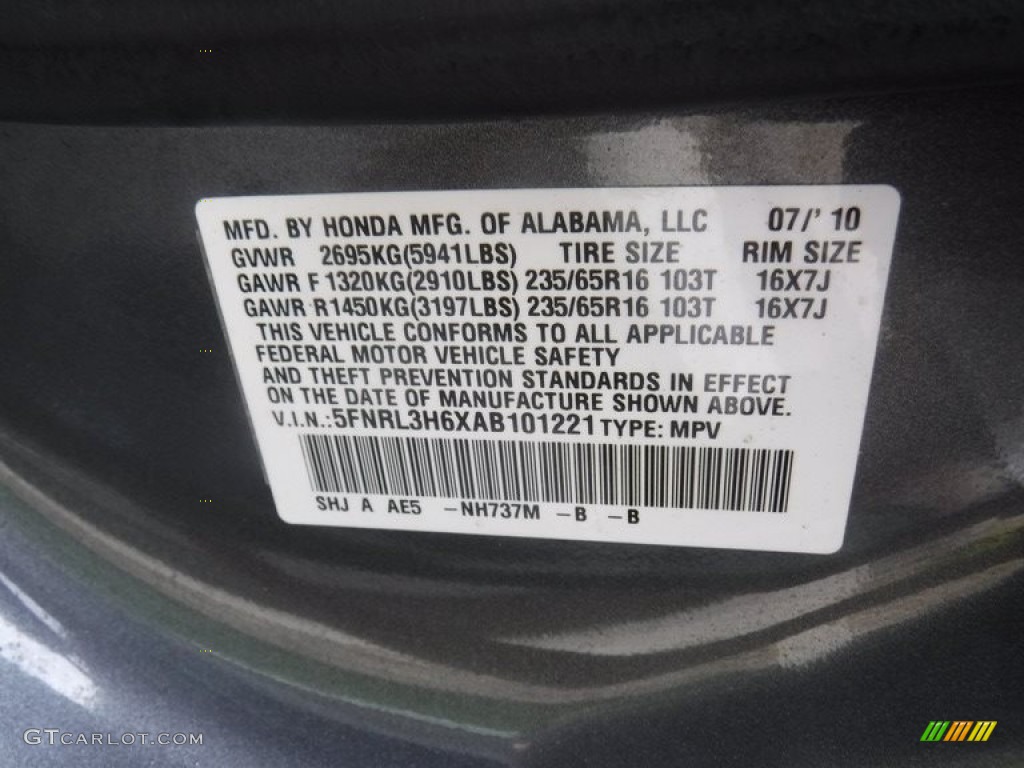 MFD. BY HONDA MFG. OF ALABAMA, LLC 07/' 10
GVWR 2695KG(5941LBS) TIRE SIZE RIM SIZE
GAWR F 1320KG(2910LBS) 235/65R16 103T 16X7J
GAWR R1450KG(3197LBS) 235/65R16 103T 16X7J
THIS VEHICLE CONFORMS TO ALL APPLICABLE
FEDERAL MOTOR VEHICLE SAFETY
AND THEFT PREVENTION STANDARDS IN EFFECT
ON THE DATE OF MANUFACTURE SHOWN ABOVE.
V.I.N.:5FNRL3H6XAB101221 TYPE: MPV
SHJ A AE5 -NH737M -B -B
GTCARLOT.COM